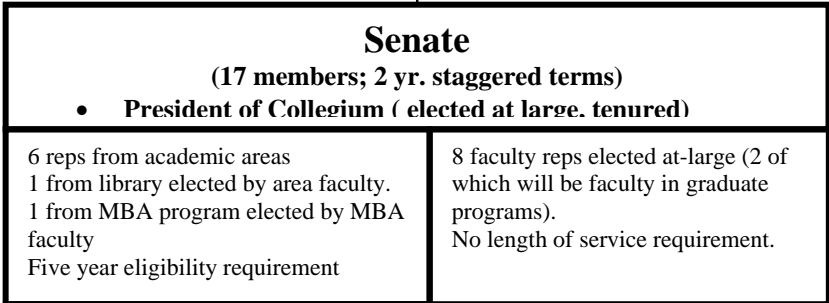 Senate
(17 members; 2 yr. staggered terms)
• President of Collegium ( elected at large, tenured)
6 reps from academic areas
1 from library elected by area faculty.
1 from MBA program elected by MBA
faculty
Five year eligibility requirement
8 faculty reps elected at-large (2 of
which will be faculty in graduate
programs).
No length of service requirement.